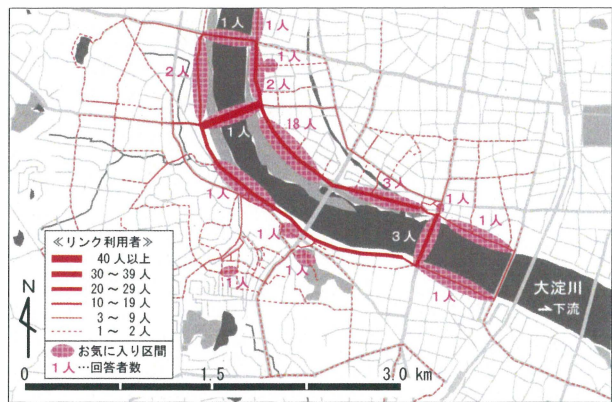 1人
1人
1人
2人
2人
1人
18人
3人
1人
1人
1人
1人
3人
1人
1人
1人
≪リンク利用者≫
40人以上
30～39人
20～29人
10～19人
3～9人
1～2人
お気に入り区間
1人…回答者数
N
大淀川
下流
0
1.5
3.0 km